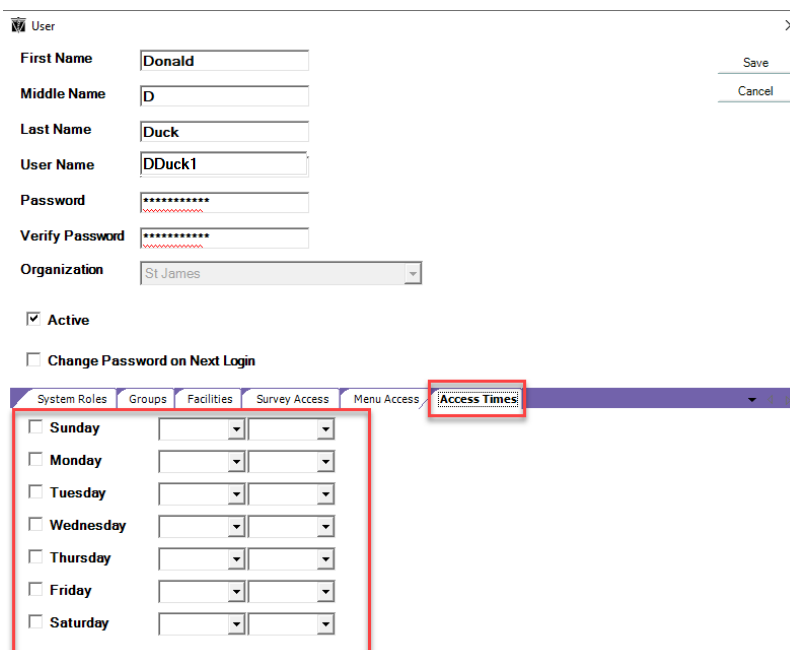 User
First Name Donald
Save
Middle Name D
Cancel
Last Name Duck
User Name DDuck1
Password ***********
Verify Password ***********
Organization St James
Active
Change Password on Next Login
System Roles Groups Facilities Survey Access Menu Access Access Times
Sunday
Monday
Tuesday
Wednesday
Thursday
Friday
Saturday